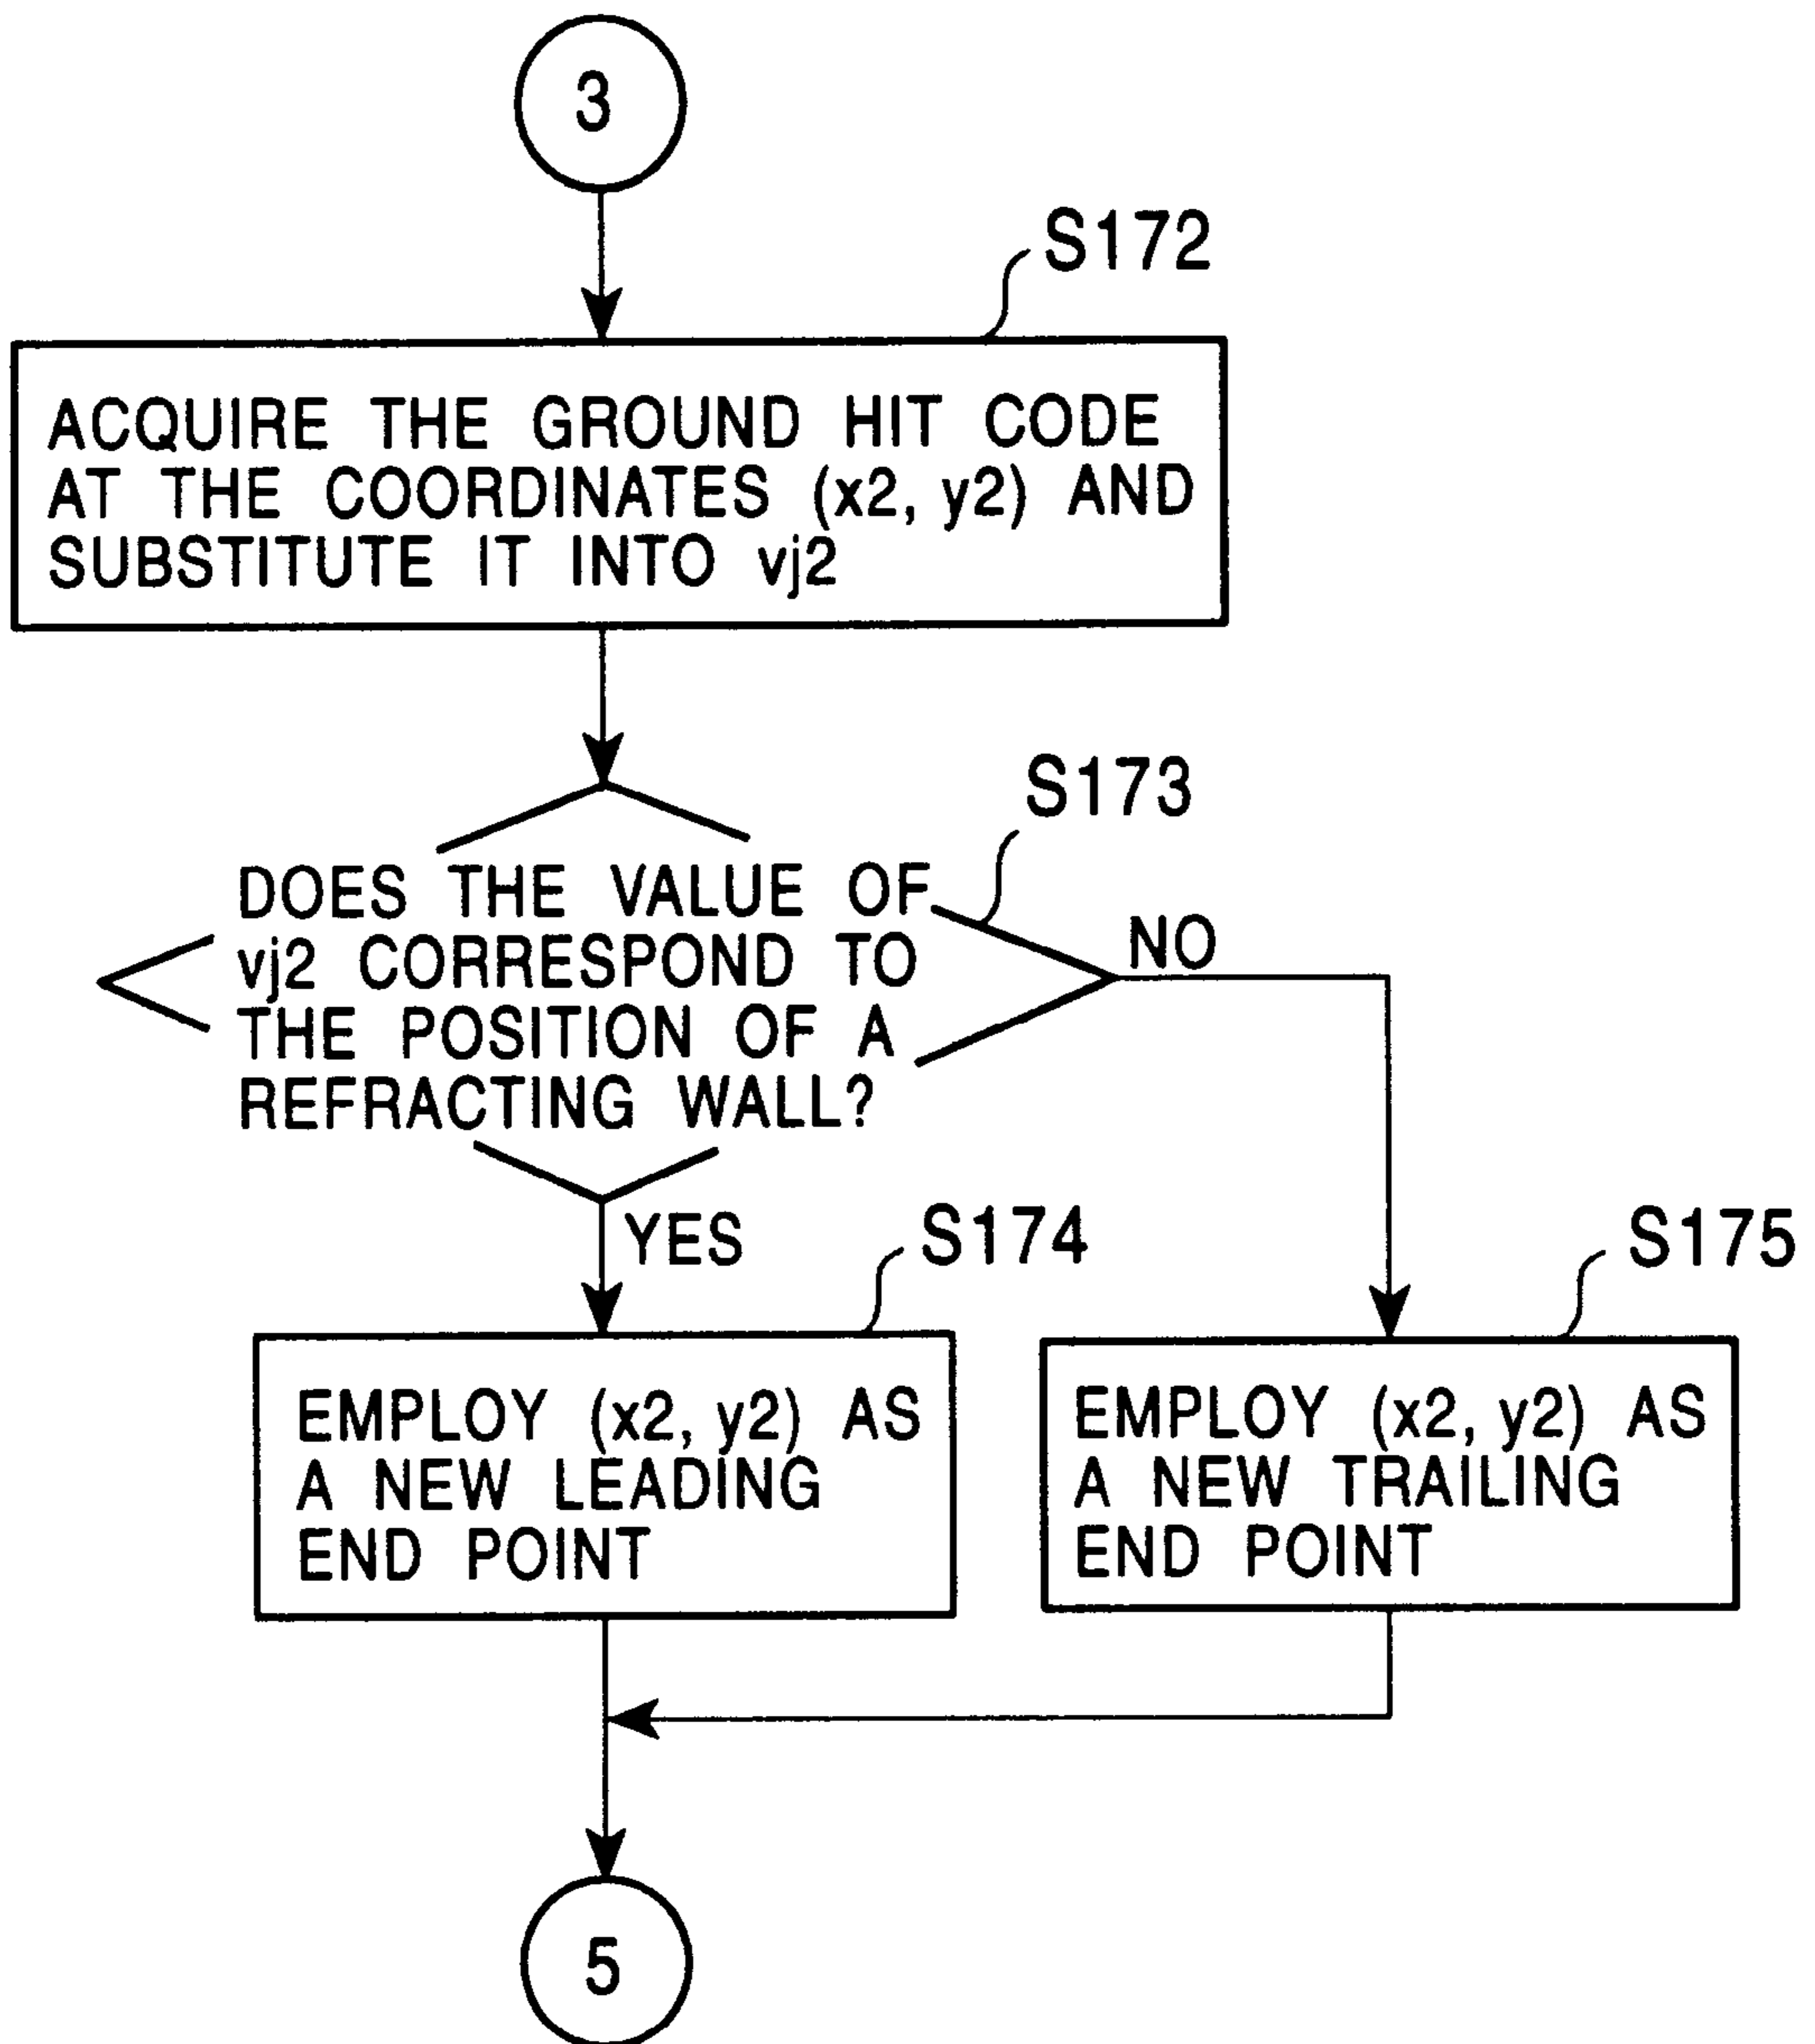 3
S172
ACQUIRE THE GROUND HIT CODE
AT THE COORDINATES (x2, y2) AND
SUBSTITUTE IT INTO vj2
S173
DOES THE VALUE OF
vj2 CORRESPOND TO
THE POSITION OF A
REFRACTING WALL?
NO
YES
S174
S175
EMPLOY (x2, y2) AS
A NEW LEADING
END POINT
EMPLOY (x2, y2) AS
A NEW TRAILING
END POINT
5